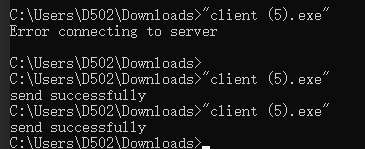 C:\Users\D502\Downloads>"client (5).exe"
Error connecting to server
C:\Users\D502\Downloads>
C:\Users\D502\Downloads>"client (5).exe"
send successfully
C:\Users\D502\Downloads>"client (5).exe"
send successfully
C:\Users\D502\Downloads>